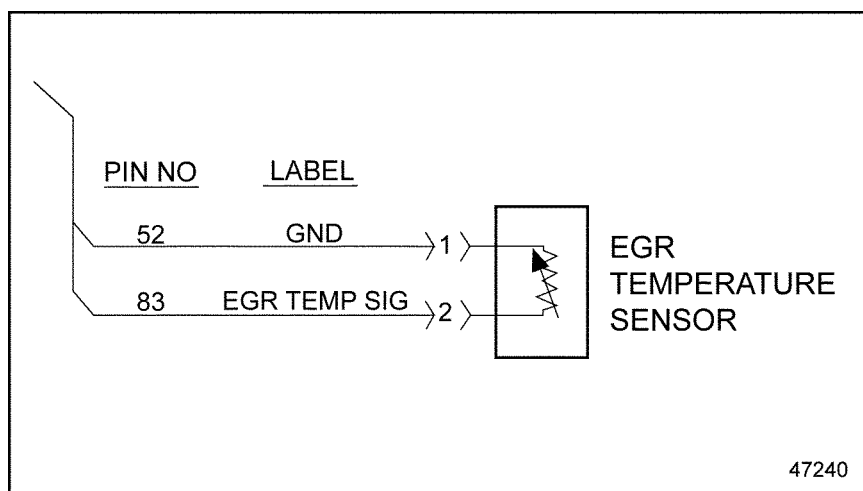 PIN NO LABEL
52 GND 1
83 EGR TEMP SIG 2
EGR
TEMPERATURE
SENSOR
47240